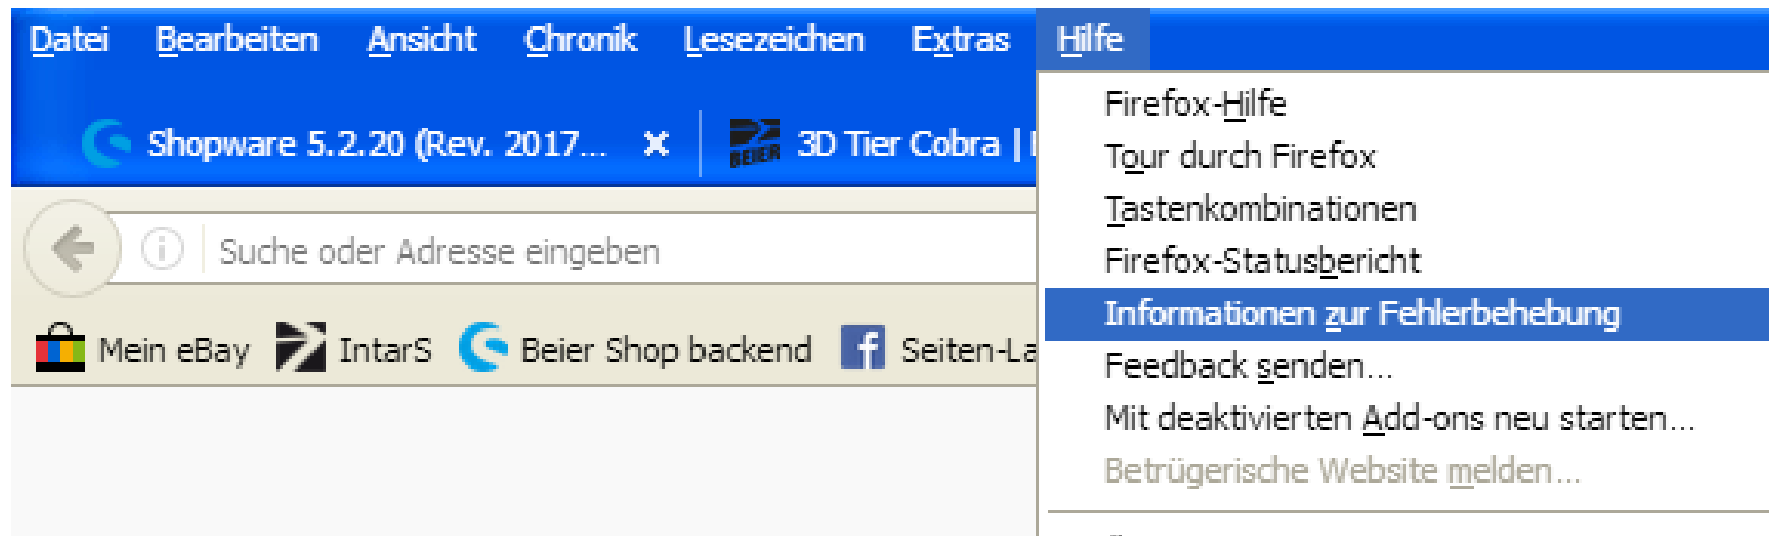 Datei Bearbeiten Ansicht Chronik Lesezeichen Extras Hilfe
Shopware 5.2.20 (Rev. 2017... BEIER 3D Tier Cobra |
Suche oder Adresse eingeben
Mein eBay IntarS Beier Shop backend Seiten-La
Firefox-Hilfe
Tour durch Firefox
Tastenkombinationen
Firefox-Statusbericht
Informationen zur Fehlerbehebung
Feedback senden...
Mit deaktivierten Add-ons neu starten...
Betrügerische Website melden...